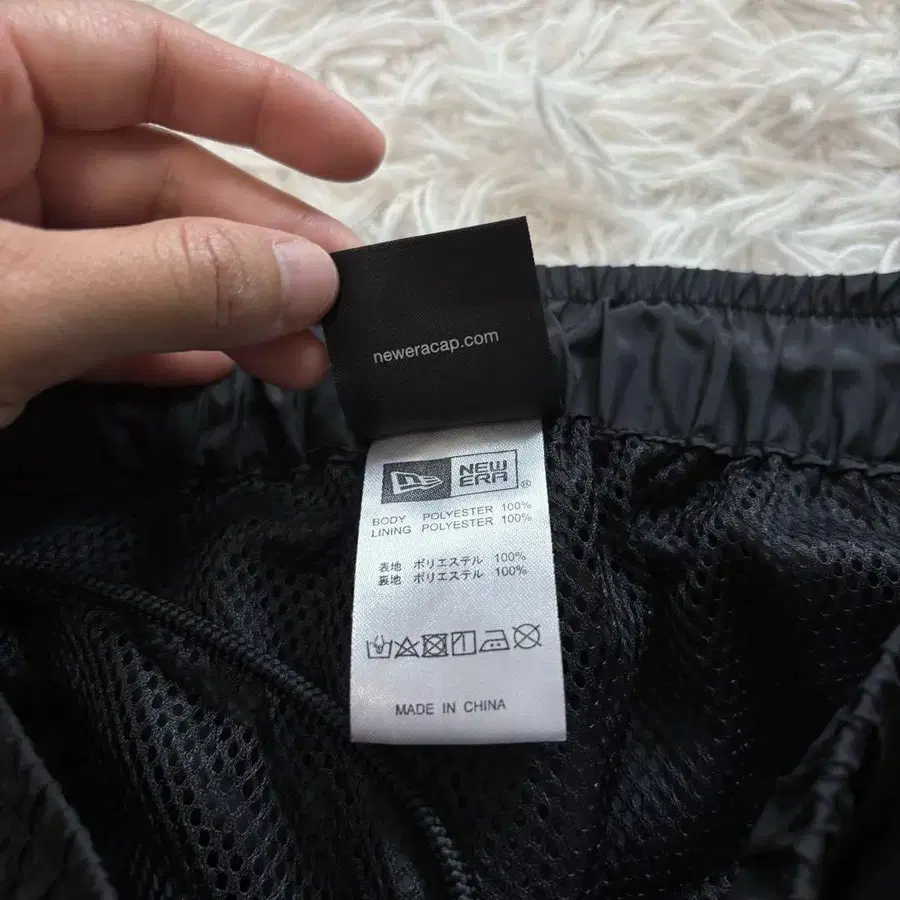 neweracap.com
NEW
ERA®
BODY POLYESTER 100%
LINING POLYESTER 100%
表地 ポリエステル 100%
裏地 ポリエステル 100%
MADE IN CHINA